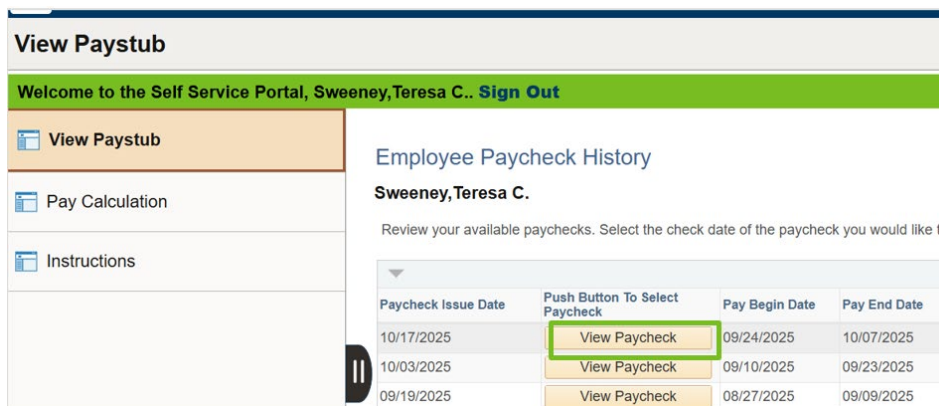 View Paystub
Welcome to the Self Service Portal, Sweeney,Teresa C.. Sign Out
View Paystub
Pay Calculation
Instructions
Employee Paycheck History
Sweeney,Teresa C.
Review your available paychecks. Select the check date of the paycheck you would like
Paycheck Issue Date Push Button To Select Paycheck Pay Begin Date Pay End Date
10/17/2025 View Paycheck 09/24/2025 10/07/2025
10/03/2025 View Paycheck 09/10/2025 09/23/2025
09/19/2025 View Paycheck 08/27/2025 09/09/2025